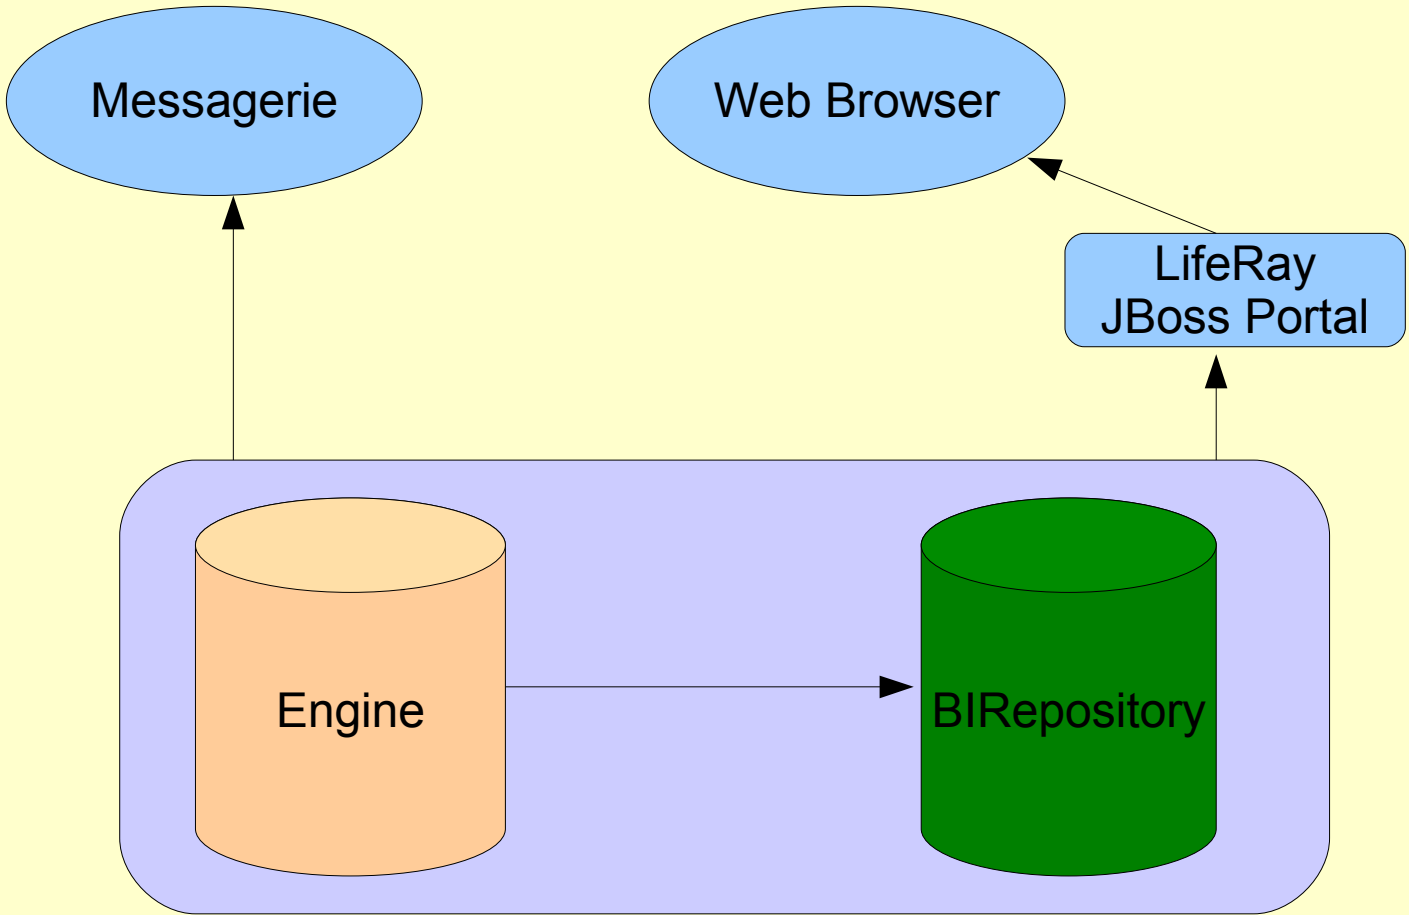 Messagerie
Web Browser
LifeRay
JBoss Portal
Engine
BIRepository